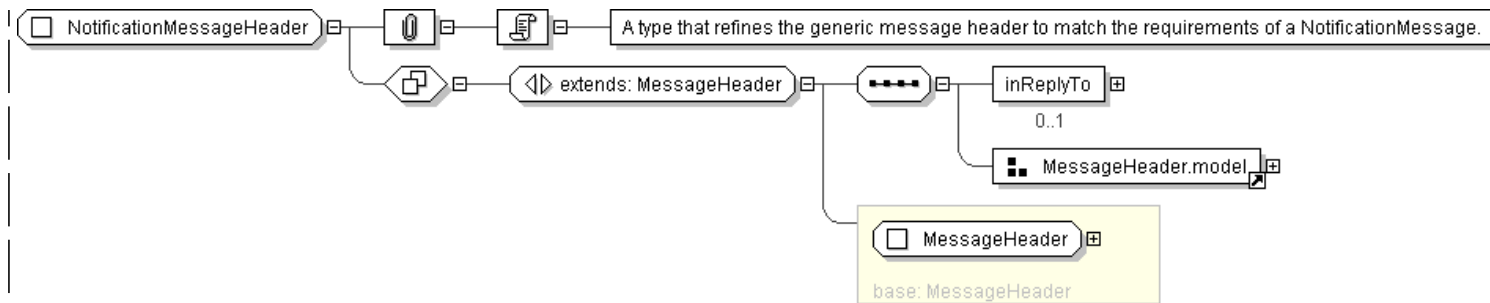 NotificationMessageHeader
A type that refines the generic message header to match the requirements of a NotificationMessage.
extends: MessageHeader
inReplyTo
0..1
MessageHeader.model
MessageHeader
base: MessageHeader